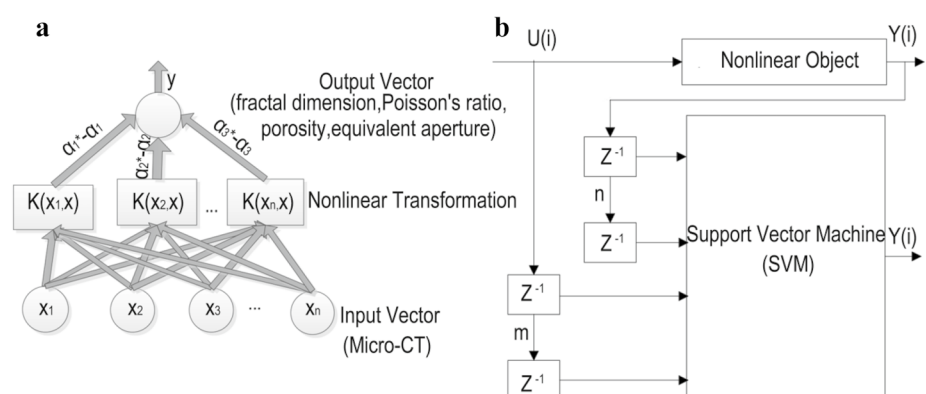 a
y
Output Vector
(fractal dimension,Poisson's ratio,
porosity,equivalent aperture)
α1*-α1
α2*-α2
α3*-α3
K(x1,x)
K(x2,x)
...
K(xn,x)
Nonlinear Transformation
x1
x2
x3
...
xn
Input Vector
(Micro-CT)
b
U(i)
Y(i)
Nonlinear Object
Z-1
n
Z-1
Support Vector Machine
(SVM)
Y(i)
Z-1
m
Z-1